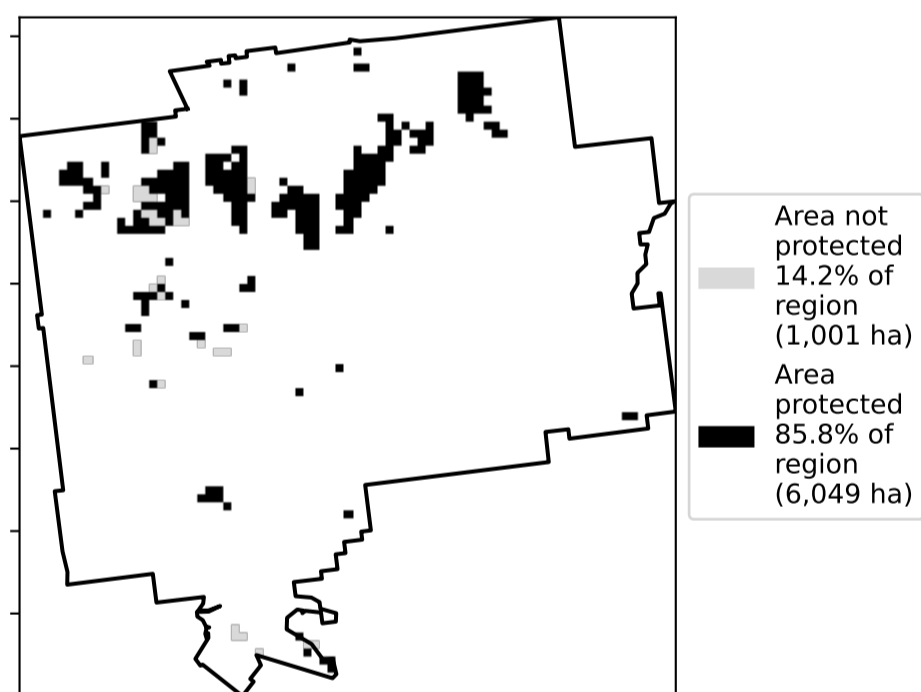 Area not
protected
14.2% of
region
(1,001 ha)
Area
protected
85.8% of
region
(6,049 ha)